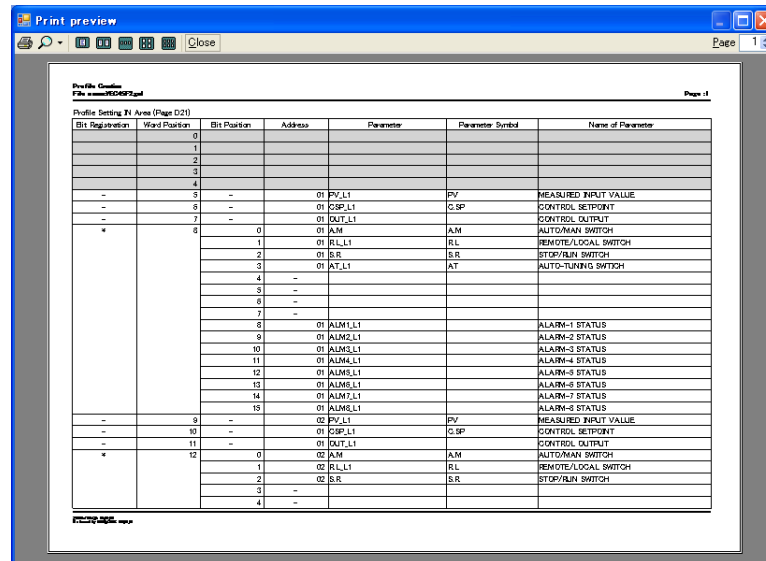 Print preview
Close Page 1
Profile Creation
Page :1
Profile Setting IN Area (Page D21)
Bit Registration Word Position Bit Position Address Parameter Parameter Symbol Name of Parameter
0
1
2
3
4
- 5 - 01 PV_L1 PV MEASURED INPUT VALUE
- 6 - 01 CSP_L1 C.SP CONTROL SETPOINT
- 7 - 01 OUT_L1 CONTROL OUTPUT
* 8 0 01 A.M A.M AUTO/MAN SWITCH
1 01 R.L_L1 R.L REMOTE/LOCAL SWITCH
2 01 S.R S.R STOP/RUN SWITCH
3 01 AT_L1 AT AUTO-TUNING SWTICH
4 -
5 -
6 -
7 -
8 01 ALM1_L1 ALARM-1 STATUS
9 01 ALM2_L1 ALARM-2 STATUS
10 01 ALM3_L1 ALARM-3 STATUS
11 01 ALM4_L1 ALARM-4 STATUS
12 01 ALM5_L1 ALARM-5 STATUS
13 01 ALM6_L1 ALARM-6 STATUS
14 01 ALM7_L1 ALARM-7 STATUS
15 01 ALM8_L1 ALARM-8 STATUS
- 9 - 02 PV_L1 PV MEASURED INPUT VALUE
- 10 - 01 CSP_L1 C.SP CONTROL SETPOINT
- 11 - 01 OUT_L1 CONTROL OUTPUT
* 12 0 02 A.M A.M AUTO/MAN SWITCH
1 02 R.L_L1 R.L REMOTE/LOCAL SWITCH
2 02 S.R S.R STOP/RUN SWITCH
3 -
4 -